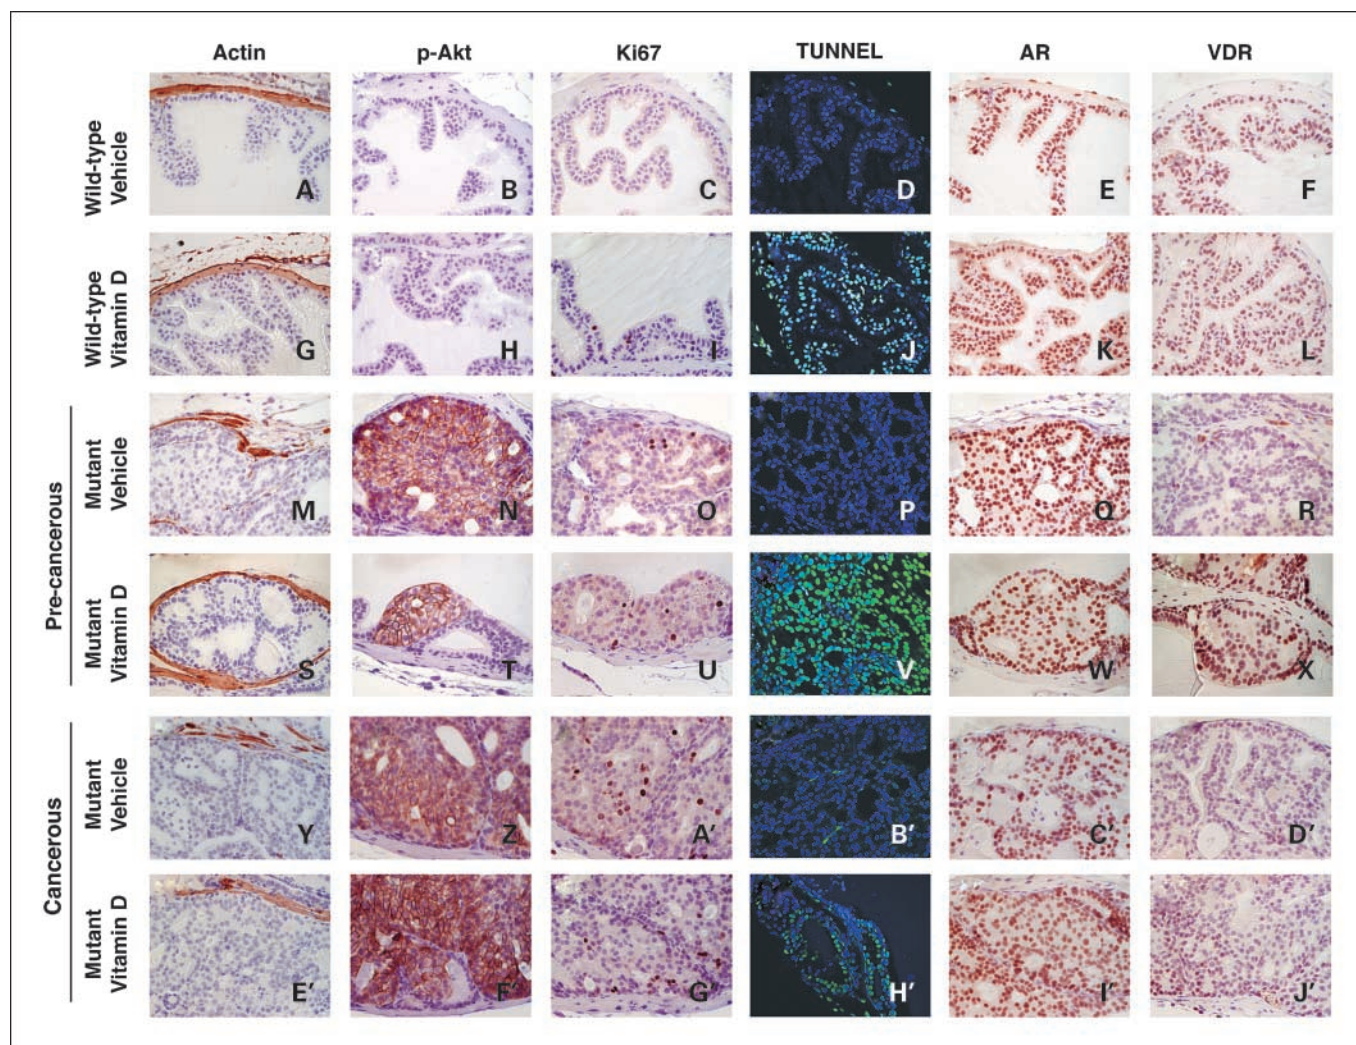 Actin p-Akt Ki67 TUNNEL AR VDR
Wild-type
Vehicle
A B C D E F
Wild-type
Vitamin D
G H I J K L
Pre-cancerous
Mutant
Vehicle
M N O P Q R
Mutant
Vitamin D
S T U V W X
Cancerous
Mutant
Vehicle
Y Z A′ B′ C′ D′
Mutant
Vitamin D
E′ F′ G′ H′ I′ J′